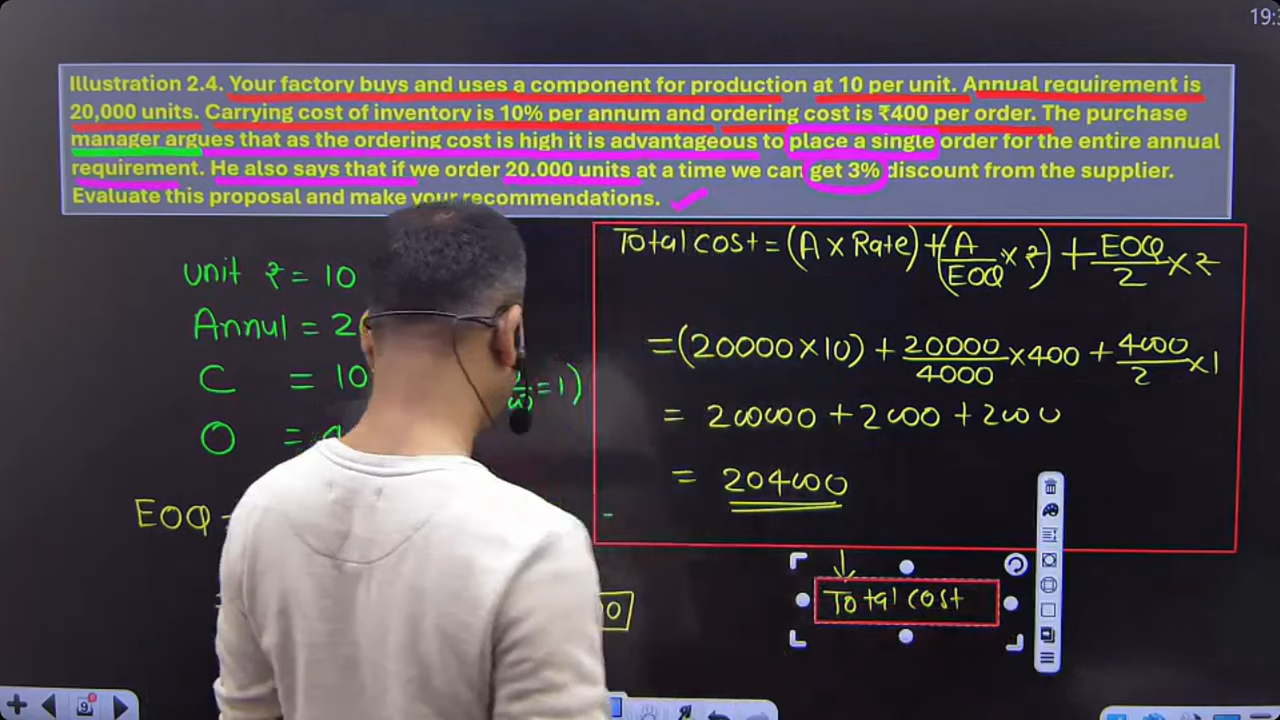 19:3
Illustration 2.4. Your factory buys and uses a component for production at 10 per unit. Annual requirement is
20,000 units. Carrying cost of inventory is 10% per annum and ordering cost is ₹400 per order. The purchase
manager argues that as the ordering cost is high it is advantageous to place a single order for the entire annual
requirement. He also says that if we order 20.000 units at a time we can get 3% discount from the supplier.
Evaluate this proposal and make your recommendations.
unit ₹ = 10
Annul = 2
C = 10
= 1)
O =
EOQ
0
Total cost = (A × Rate) + (A/EOQ × ₹) + EOQ/2 × ₹
= (20000 × 10) + 20000/4000 × 400 + 4000/2 × 1
= 200000 + 2000 + 2000
= 204000
Total cost
9